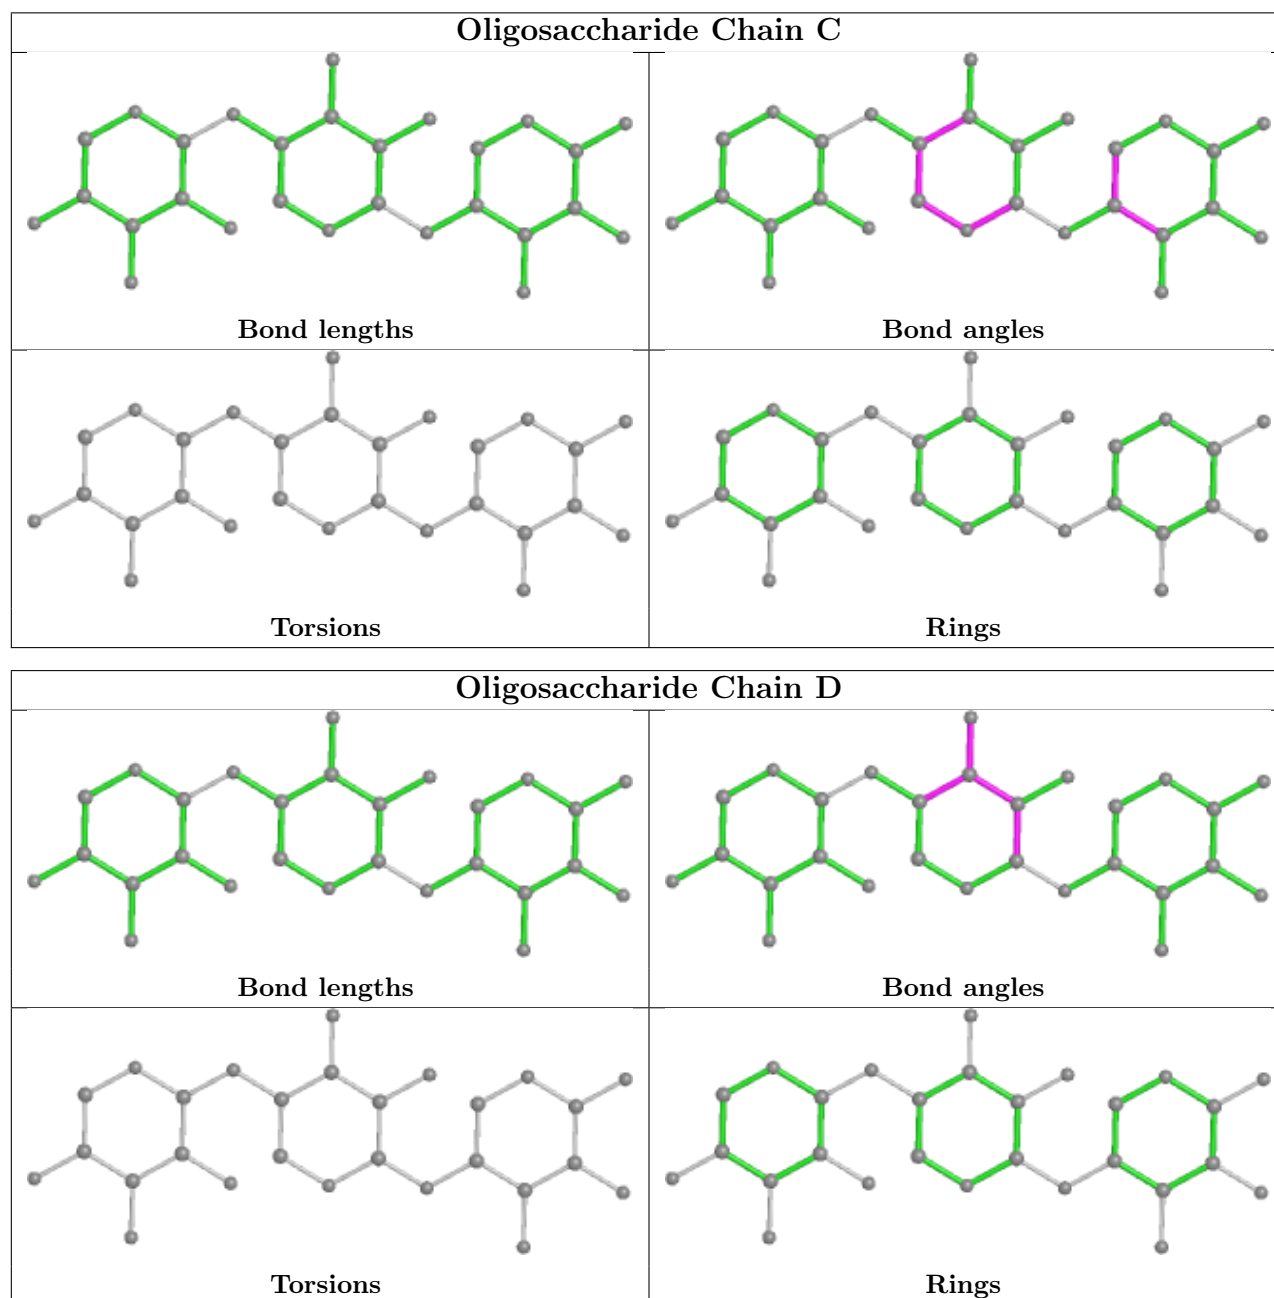 Oligosaccharide Chain C
Bond lengths
Bond angles
Torsions
Rings
Oligosaccharide Chain D
Bond lengths
Bond angles
Torsions
Rings